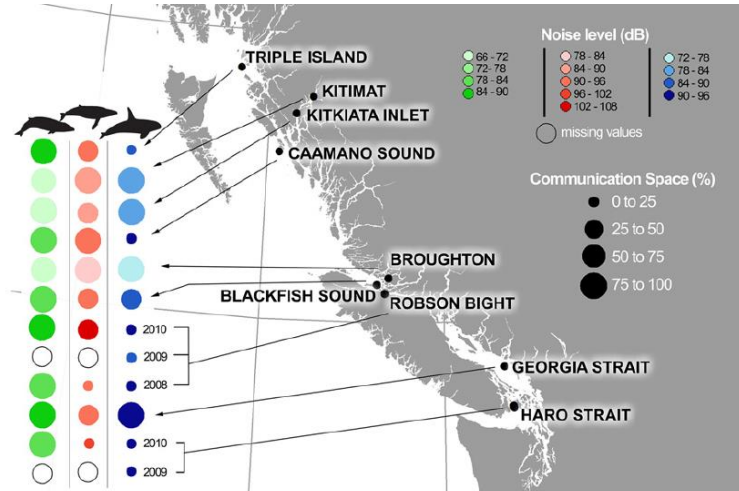 Noise level (dB)
66 - 72
72 - 78
78 - 84
84 - 90
78 - 84
84 - 90
90 - 96
96 - 102
102 - 108
72 - 78
78 - 84
84 - 90
90 - 96
missing values
Communication Space (%)
0 to 25
25 to 50
50 to 75
75 to 100
TRIPLE ISLAND
KITIMAT
KITKIATA INLET
CAAMANO SOUND
BROUGHTON
BLACKFISH SOUND
ROBSON BIGHT
2010
2009
2008
GEORGIA STRAIT
HARO STRAIT
2010
2009